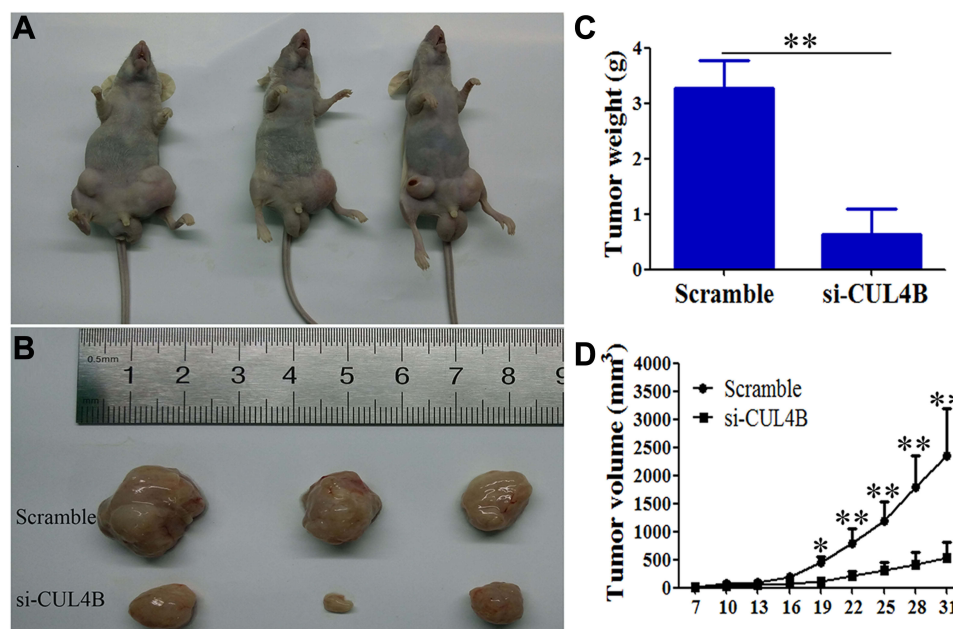 A
B
0.5mm
mm
1 2 3 4 5 6 7 8 9
Scramble
si-CUL4B
C
**
Tumor weight (g)
4
3
2
1
0
Scramble
si-CUL4B
D
Tumor volume (mm³)
4000
3500
3000
2500
2000
1500
1000
500
0
Scramble
si-CUL4B
* ** ** ** **
7 10 13 16 19 22 25 28 31